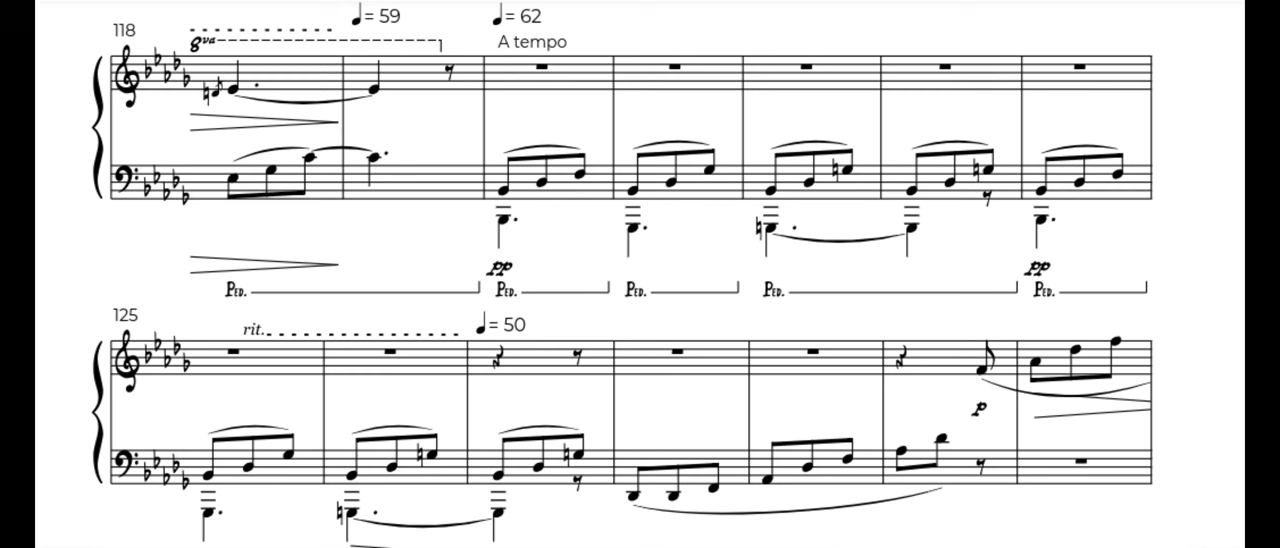 ♩= 59 ♩= 62
118
8va A tempo
pp pp
Ped. Ped. Ped. Ped. Ped.
125 rit. ♩= 50
p